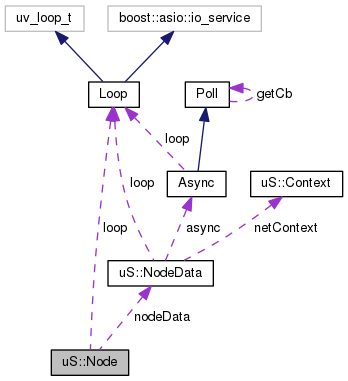 uv_loop_t
boost::asio::io_service
Loop
Poll
getCb
loop
Async
uS::Context
loop
loop
async
netContext
uS::NodeData
nodeData
uS::Node